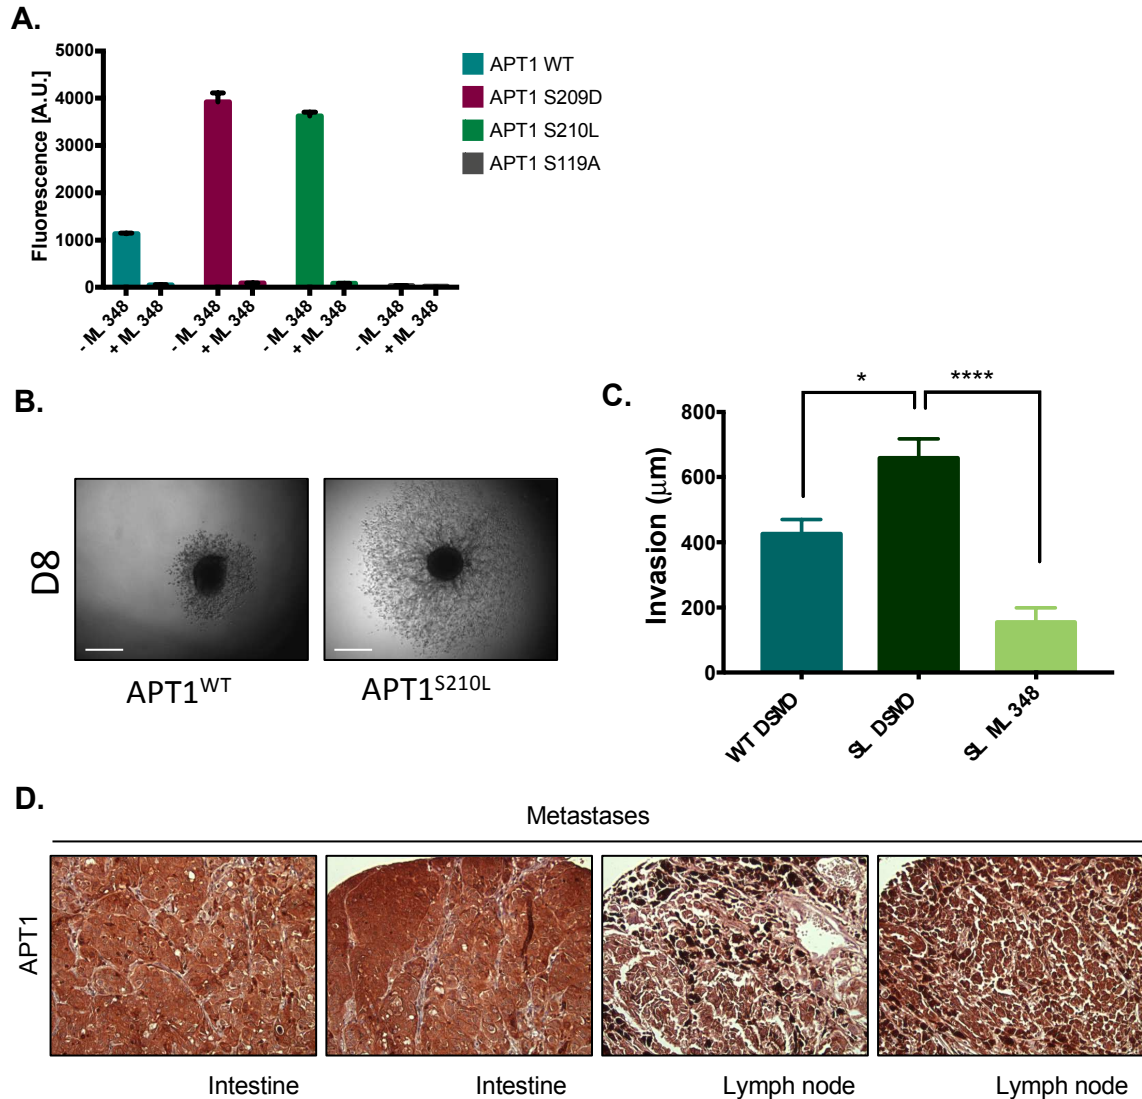 A.
5000
4000
3000
2000
1000
0
Fluorescence [A.U.]
- ML 348
+ ML 348
- ML 348
+ ML 348
- ML 348
+ ML 348
- ML 348
+ ML 348
APT1 WT
APT1 S209D
APT1 S210L
APT1 S119A
B.
D8
APT1WT
APT1S210L
C.
*
****
800
600
400
200
0
Invasion (μm)
WT DSMO
SL DSMO
SL ML 348
D.
Metastases
APT1
Intestine
Intestine
Lymph node
Lymph node